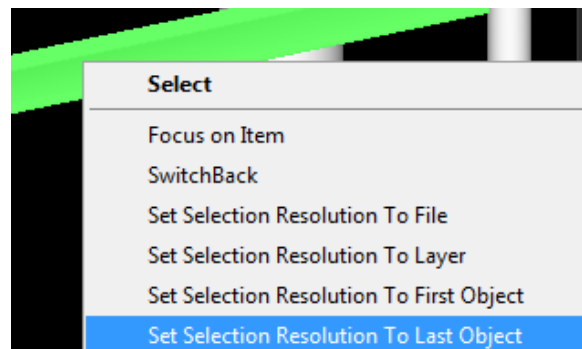 Select
Focus on Item
SwitchBack
Set Selection Resolution To File
Set Selection Resolution To Layer
Set Selection Resolution To First Object
Set Selection Resolution To Last Object